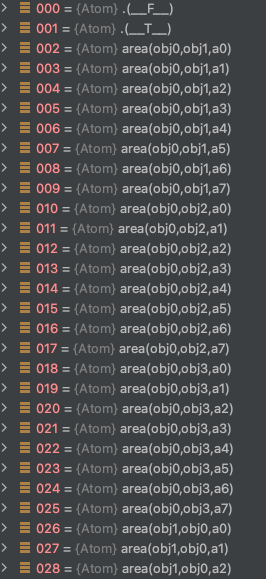 000 = {Atom} .(__F__)
001 = {Atom} .(__T__)
002 = {Atom} area(obj0,obj1,a0)
003 = {Atom} area(obj0,obj1,a1)
004 = {Atom} area(obj0,obj1,a2)
005 = {Atom} area(obj0,obj1,a3)
006 = {Atom} area(obj0,obj1,a4)
007 = {Atom} area(obj0,obj1,a5)
008 = {Atom} area(obj0,obj1,a6)
009 = {Atom} area(obj0,obj1,a7)
010 = {Atom} area(obj0,obj2,a0)
011 = {Atom} area(obj0,obj2,a1)
012 = {Atom} area(obj0,obj2,a2)
013 = {Atom} area(obj0,obj2,a3)
014 = {Atom} area(obj0,obj2,a4)
015 = {Atom} area(obj0,obj2,a5)
016 = {Atom} area(obj0,obj2,a6)
017 = {Atom} area(obj0,obj2,a7)
018 = {Atom} area(obj0,obj3,a0)
019 = {Atom} area(obj0,obj3,a1)
020 = {Atom} area(obj0,obj3,a2)
021 = {Atom} area(obj0,obj3,a3)
022 = {Atom} area(obj0,obj3,a4)
023 = {Atom} area(obj0,obj3,a5)
024 = {Atom} area(obj0,obj3,a6)
025 = {Atom} area(obj0,obj3,a7)
026 = {Atom} area(obj1,obj0,a0)
027 = {Atom} area(obj1,obj0,a1)
028 = {Atom} area(obj1,obj0,a2)